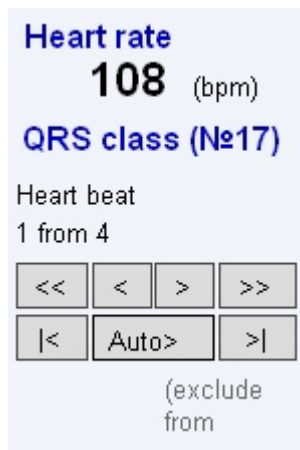 Heart rate
108 (bpm)
QRS class (№17)
Heart beat
1 from 4
<< < > >>
|< Auto> >|
(exclude
from